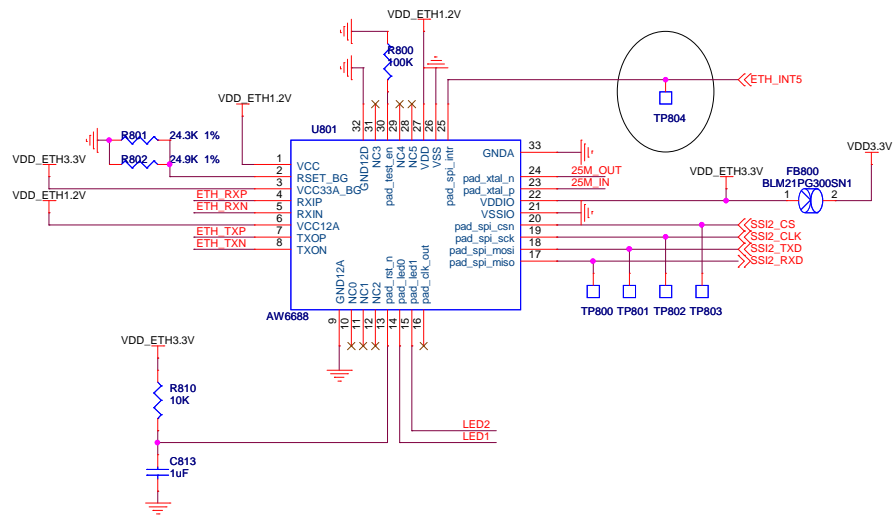 VDD_ETH1.2V
R800
100K
ETH_INT5
TP804
VDD_ETH1.2V
U801
32
31
30
29
28
27
26
25
GND12D
NC3
pad_test_en
NC4
NC5
VDD
VSS
pad_spi_intr
R801
24.3K 1%
R802
24.9K 1%
VDD_ETH3.3V
VDD_ETH1.2V
ETH_RXP
ETH_RXN
ETH_TXP
ETH_TXN
1
2
3
4
5
6
7
8
VCC
RSET_BG
VCC33A_BG
RXIP
RXIN
VCC12A
TXOP
TXON
GNDA
pad_xtal_n
pad_xtal_p
VDDIO
VSSIO
pad_spi_csn
pad_spi_sck
pad_spi_mosi
pad_spi_miso
33
24
23
22
21
20
19
18
17
25M_OUT
25M_IN
VDD_ETH3.3V
VDD3.3V
FB800
BLM21PG300SN1
1
2
SSI2_CS
SSI2_CLK
SSI2_TXD
SSI2_RXD
TP800
TP801
TP802
TP803
GND12A
NC0
NC1
NC2
pad_rst_n
pad_led0
pad_led1
pad_clk_out
AW6688
9
10
11
12
13
14
15
16
VDD_ETH3.3V
R810
10K
LED2
LED1
C813
1uF